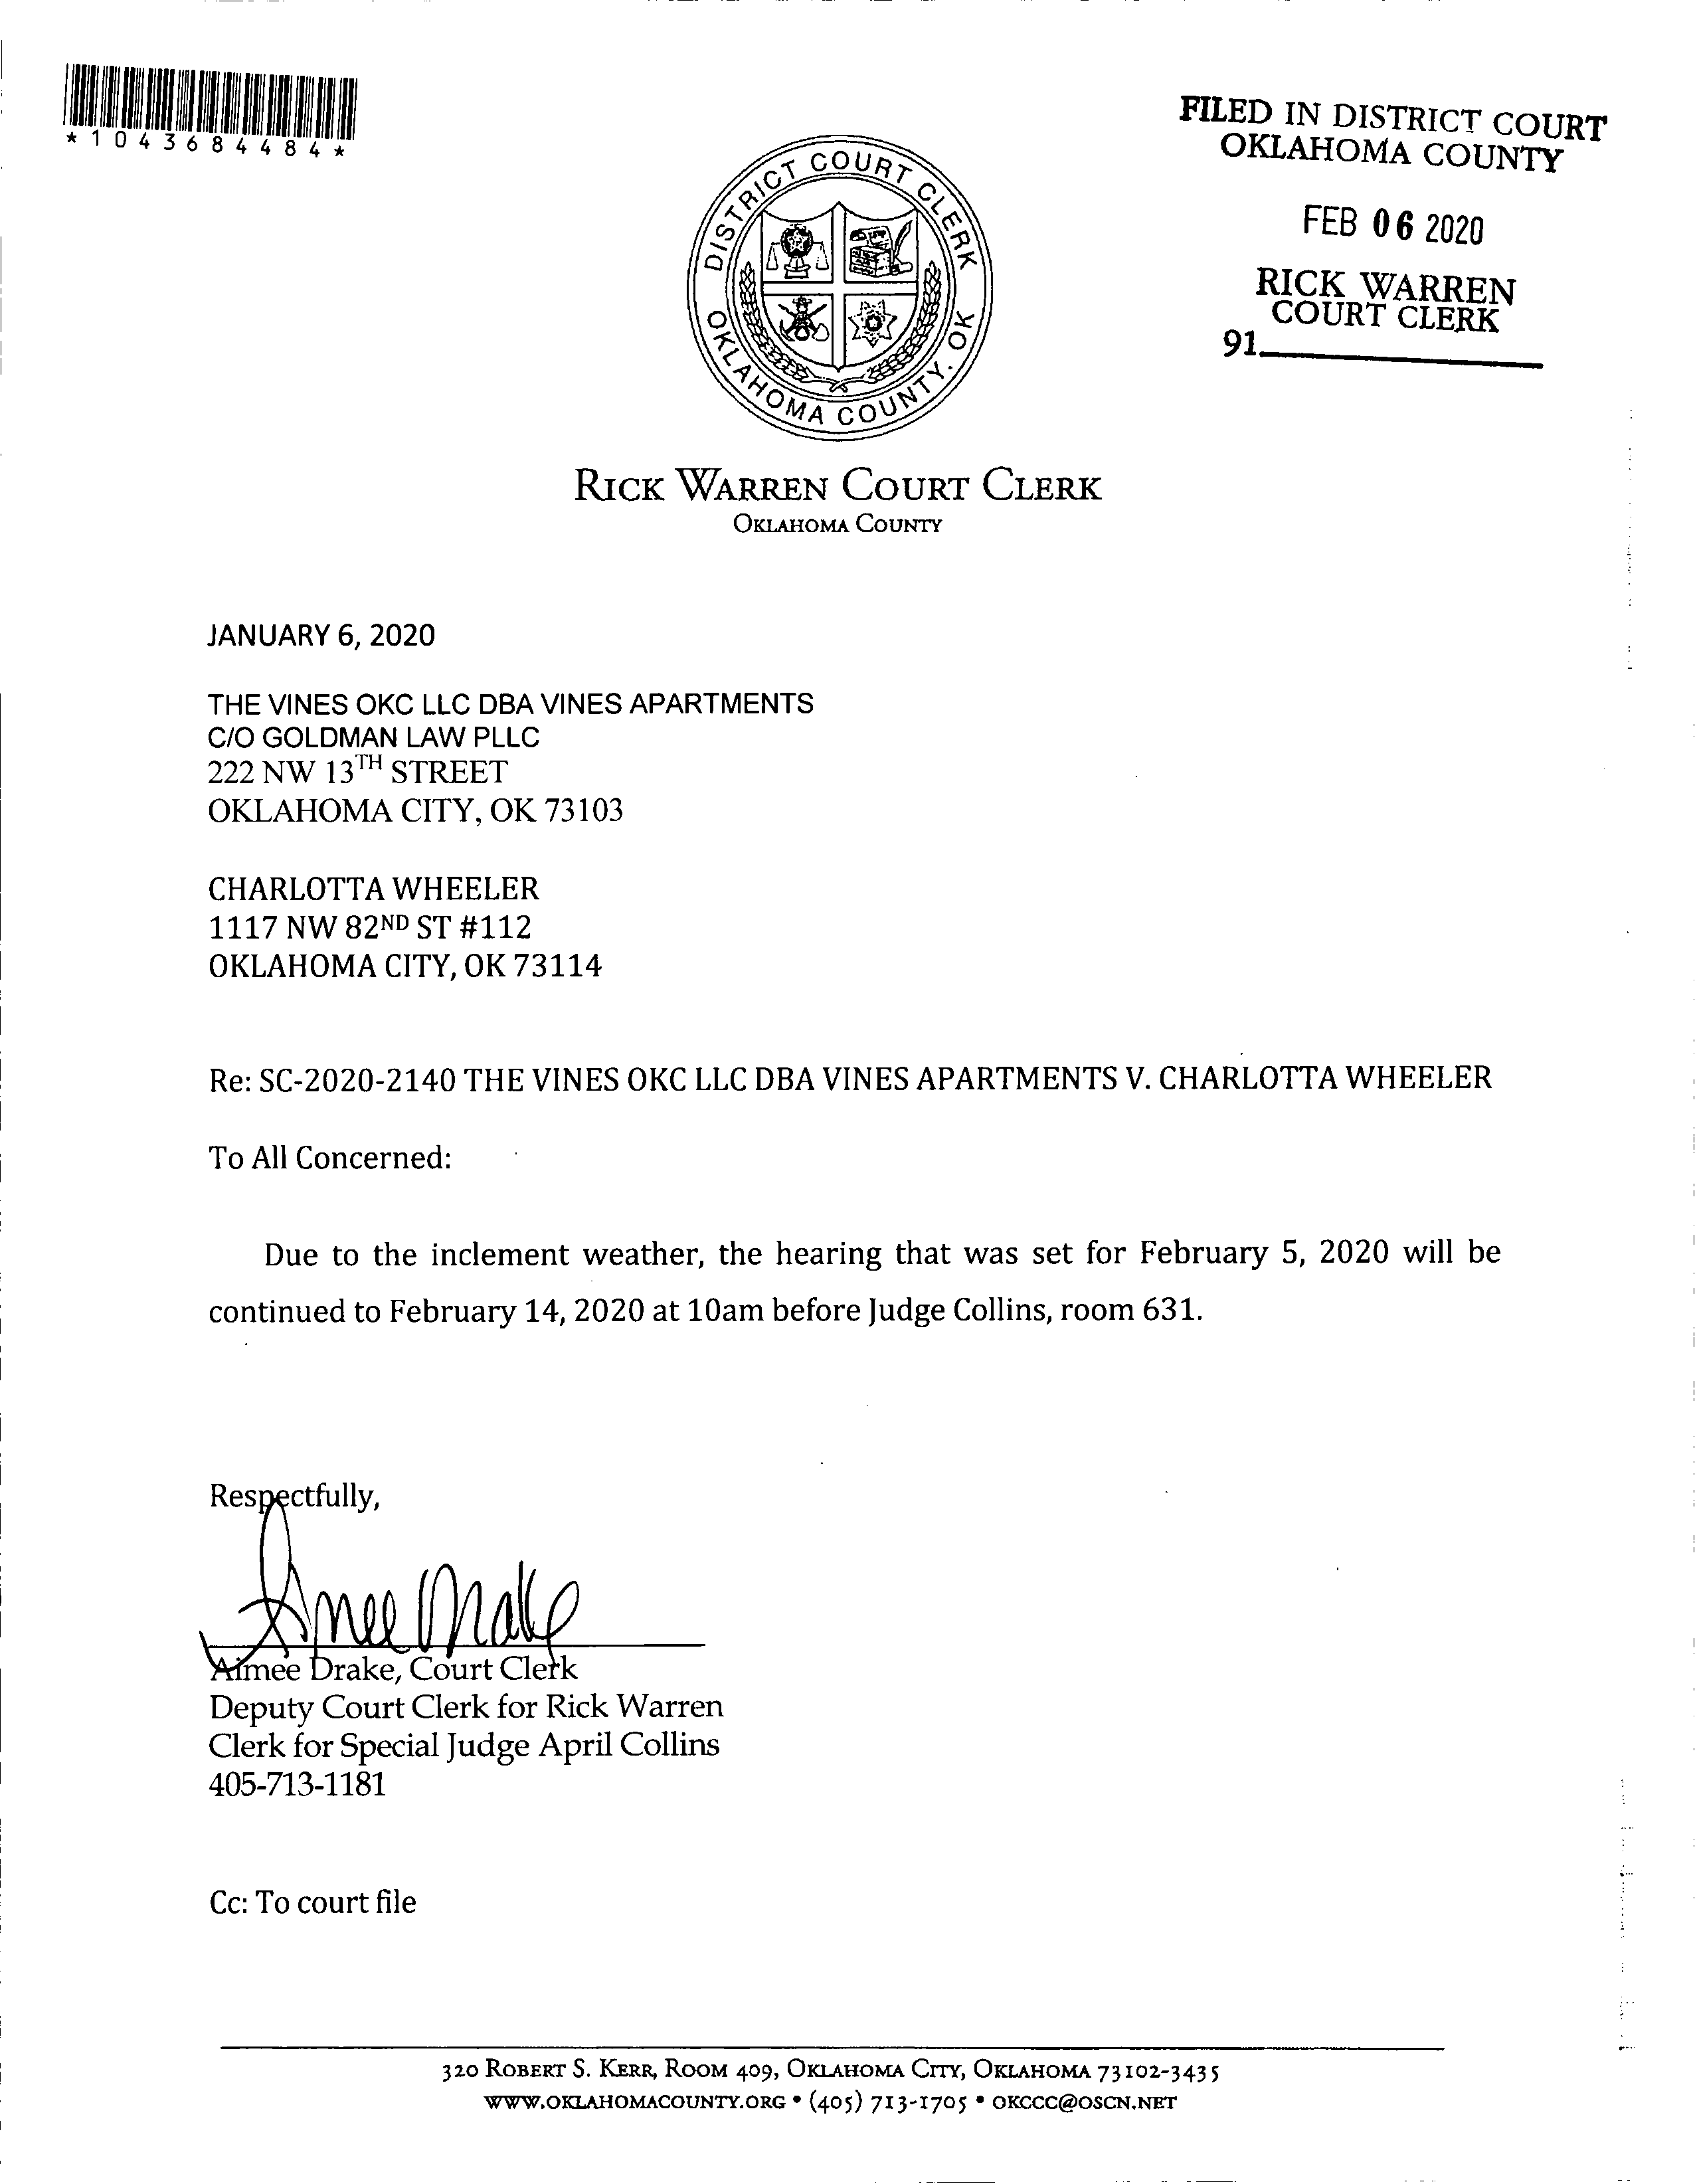 *1043684484*
FILED IN DISTRICT COURT
OKLAHOMA COUNTY
FEB 06 2020
RICK WARREN
COURT CLERK
91
DISTRICT COURT CLERK
OKLAHOMA COUNTY, OK
RICK WARREN COURT CLERK
OKLAHOMA COUNTY
JANUARY 6, 2020
THE VINES OKC LLC DBA VINES APARTMENTS
C/O GOLDMAN LAW PLLC
222 NW 13TH STREET
OKLAHOMA CITY, OK 73103
CHARLOTTA WHEELER
1117 NW 82ND ST #112
OKLAHOMA CITY, OK 73114
Re: SC-2020-2140 THE VINES OKC LLC DBA VINES APARTMENTS V. CHARLOTTA WHEELER
To All Concerned:
Due to the inclement weather, the hearing that was set for February 5, 2020 will be
continued to February 14, 2020 at 10am before Judge Collins, room 631.
Respectfully,
Aimee Drake
Aimee Drake, Court Clerk
Deputy Court Clerk for Rick Warren
Clerk for Special Judge April Collins
405-713-1181
Cc: To court file
320 ROBERT S. KERR, ROOM 409, OKLAHOMA CITY, OKLAHOMA 73102-3435
WWW.OKLAHOMACOUNTY.ORG • (405) 713-1705 • OKCCC@OSCN.NET